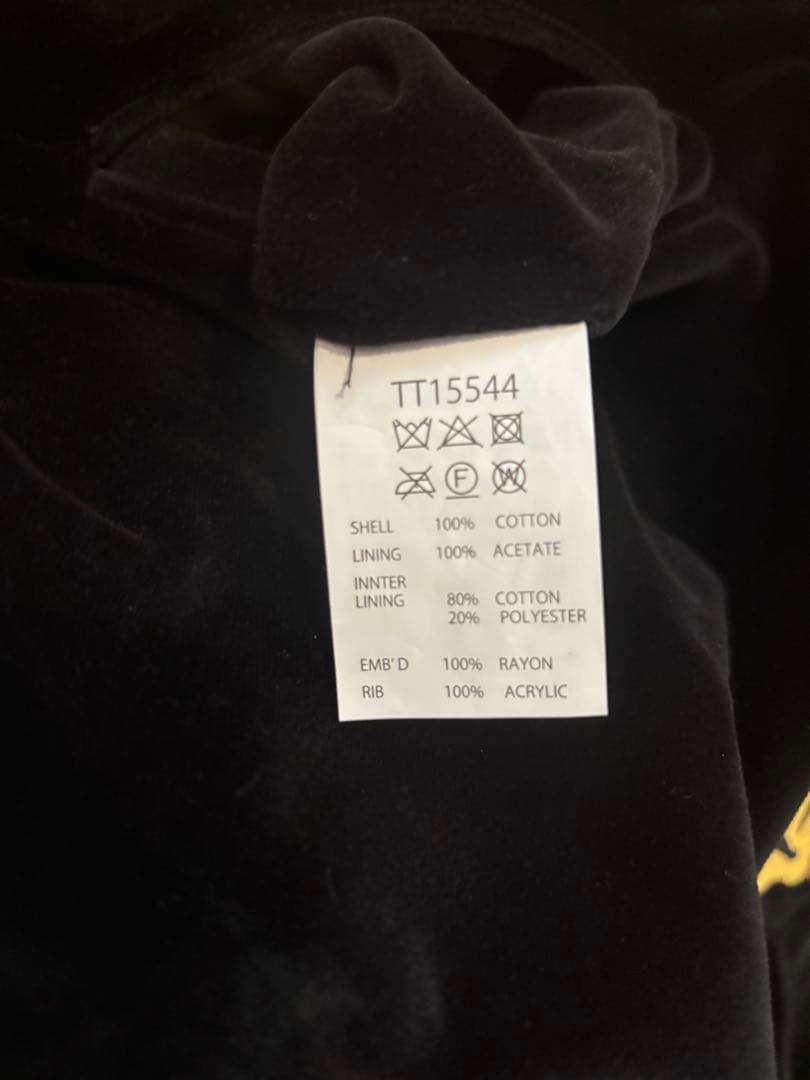 TT15544
F W
SHELL 100% COTTON
LINING 100% ACETATE
INNTER
LINING 80% COTTON
20% POLYESTER
EMB'D 100% RAYON
RIB 100% ACRYLIC